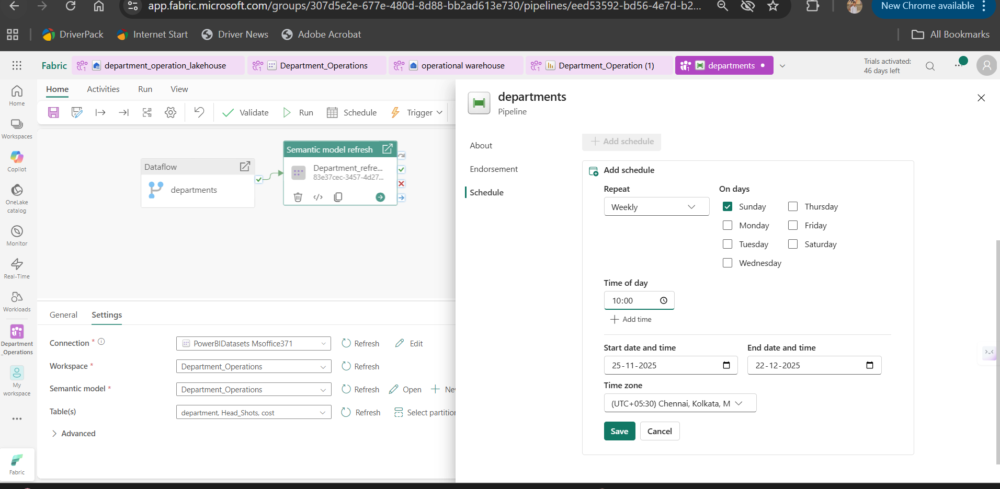 app.fabric.microsoft.com/groups/307d5e2e-677e-480d-8d88-bb2ad613e730/pipelines/eed53592-bd56-4e7d-b2...
New Chrome available
DriverPack
Internet Start
Driver News
Adobe Acrobat
All Bookmarks
Fabric
department_operation_lakehouse
Department_Operations
operational warehouse
Department_Operation (1)
departments
Trials activated:
46 days left
Home
Workspaces
Copilot
OneLake
catalog
Monitor
Real-Time
Workloads
Department
_Operations
My
workspace
Fabric
Home
Activities
Run
View
Validate
Run
Schedule
Trigger
Dataflow
departments
Semantic model refresh
Department_refre...
83e37cec-3457-4d27...
General
Settings
Connection *
PowerBIDatasets Msoffice371
Refresh
Edit
Workspace *
Department_Operations
Refresh
Semantic model *
Department_Operations
Refresh
Open
Ne
Table(s)
department, Head_Shots, cost
Refresh
Select partition
Advanced
departments
Pipeline
About
Endorsement
Schedule
Add schedule
Add schedule
Repeat
Weekly
On days
Sunday
Thursday
Monday
Friday
Tuesday
Saturday
Wednesday
Time of day
10:00
Add time
Start date and time
25-11-2025
End date and time
22-12-2025
Time zone
(UTC+05:30) Chennai, Kolkata, M
Save
Cancel